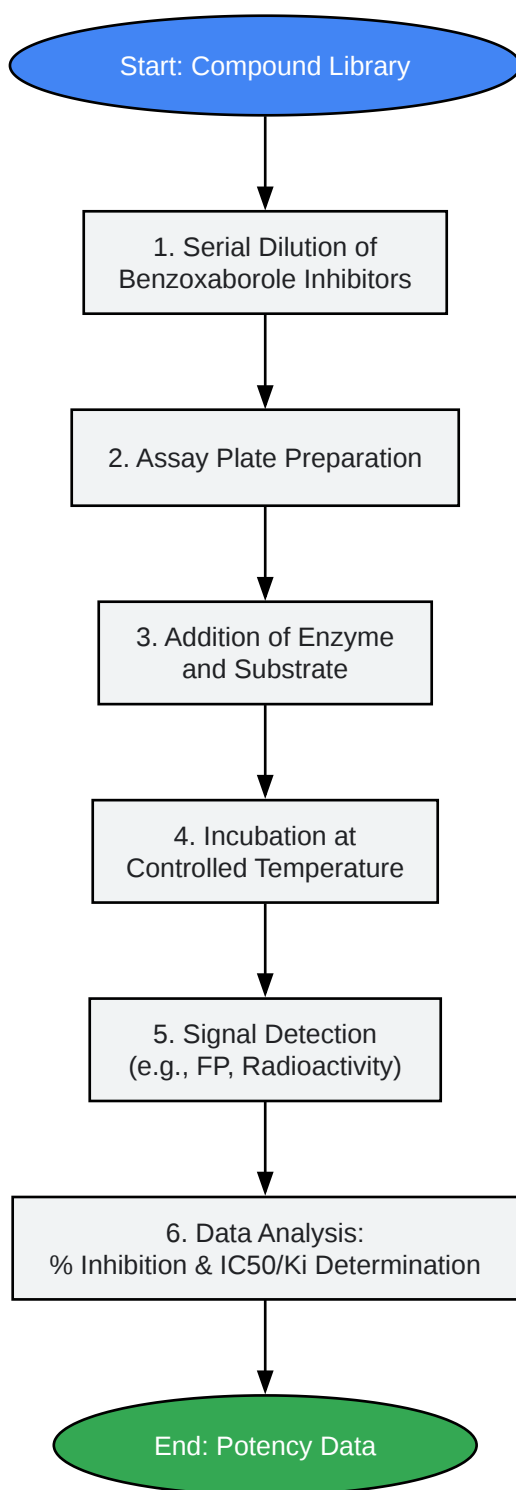 Start: Compound Library
1. Serial Dilution of
Benzoxaborole Inhibitors
2. Assay Plate Preparation
3. Addition of Enzyme
and Substrate
4. Incubation at
Controlled Temperature
5. Signal Detection
(e.g., FP, Radioactivity)
6. Data Analysis:
% Inhibition & IC50/Ki Determination
End: Potency Data